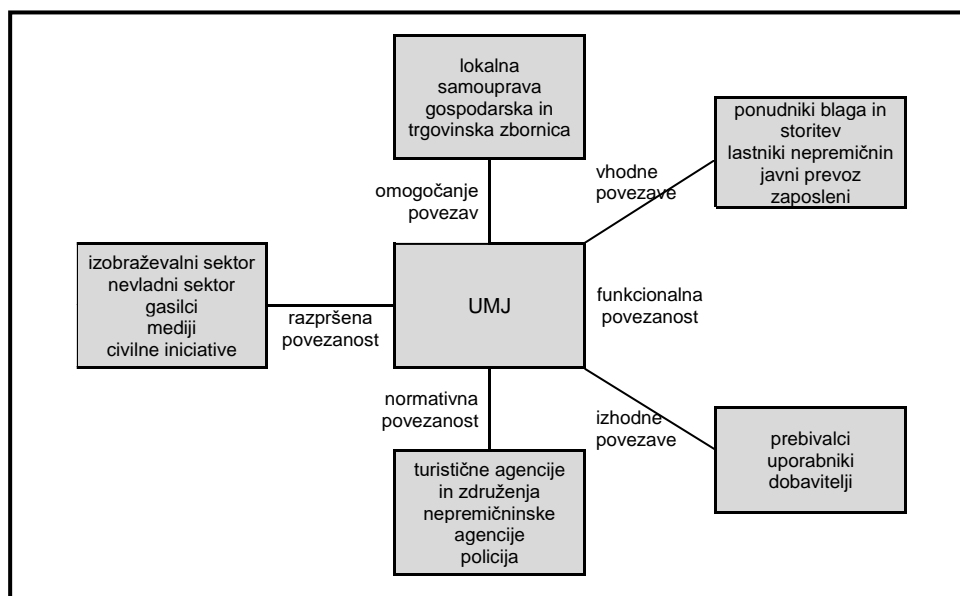 lokalna
samouprava
gospodarska in
trgovinska zbornica
ponudniki blaga in
storitev
lastniki nepremičnin
javni prevoz
zaposleni
vhodne
povezave
omogočanje
povezav
izobraževalni sektor
nevladni sektor
gasilci
mediji
civilne iniciative
razpršena
povezanost
UMJ
funkcionalna
povezanost
normativna
povezanost
izhodne
povezave
turistične agencije
in združenja
nepremičninske
agencije
policija
prebivalci
uporabniki
dobavitelji